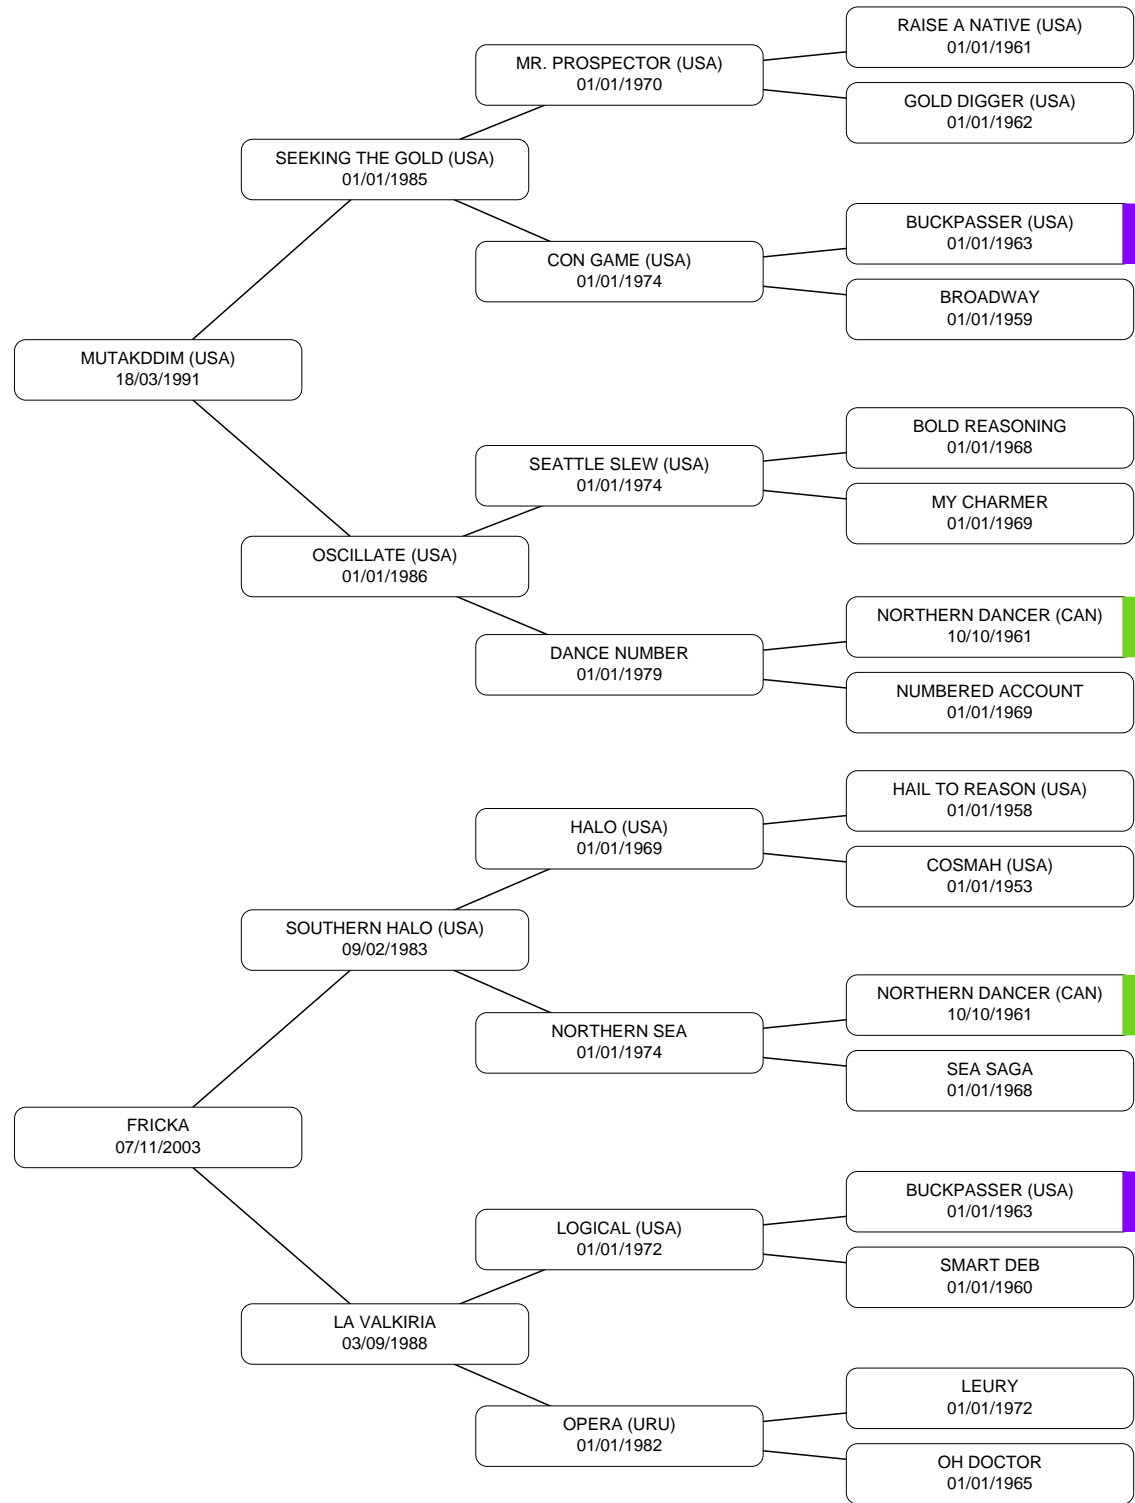 RAISE A NATIVE (USA)
01/01/1961
MR. PROSPECTOR (USA)
01/01/1970
GOLD DIGGER (USA)
01/01/1962
SEEKING THE GOLD (USA)
01/01/1985
BUCKPASSER (USA)
01/01/1963
CON GAME (USA)
01/01/1974
BROADWAY
01/01/1959
MUTAKDDIM (USA)
18/03/1991
BOLD REASONING
01/01/1968
SEATTLE SLEW (USA)
01/01/1974
MY CHARMER
01/01/1969
OSCILLATE (USA)
01/01/1986
NORTHERN DANCER (CAN)
10/10/1961
DANCE NUMBER
01/01/1979
NUMBERED ACCOUNT
01/01/1969
HAIL TO REASON (USA)
01/01/1958
HALO (USA)
01/01/1969
COSMAH (USA)
01/01/1953
SOUTHERN HALO (USA)
09/02/1983
NORTHERN DANCER (CAN)
10/10/1961
NORTHERN SEA
01/01/1974
SEA SAGA
01/01/1968
FRICKA
07/11/2003
BUCKPASSER (USA)
01/01/1963
LOGICAL (USA)
01/01/1972
SMART DEB
01/01/1960
LA VALKIRIA
03/09/1988
LEURY
01/01/1972
OPERA (URU)
01/01/1982
OH DOCTOR
01/01/1965